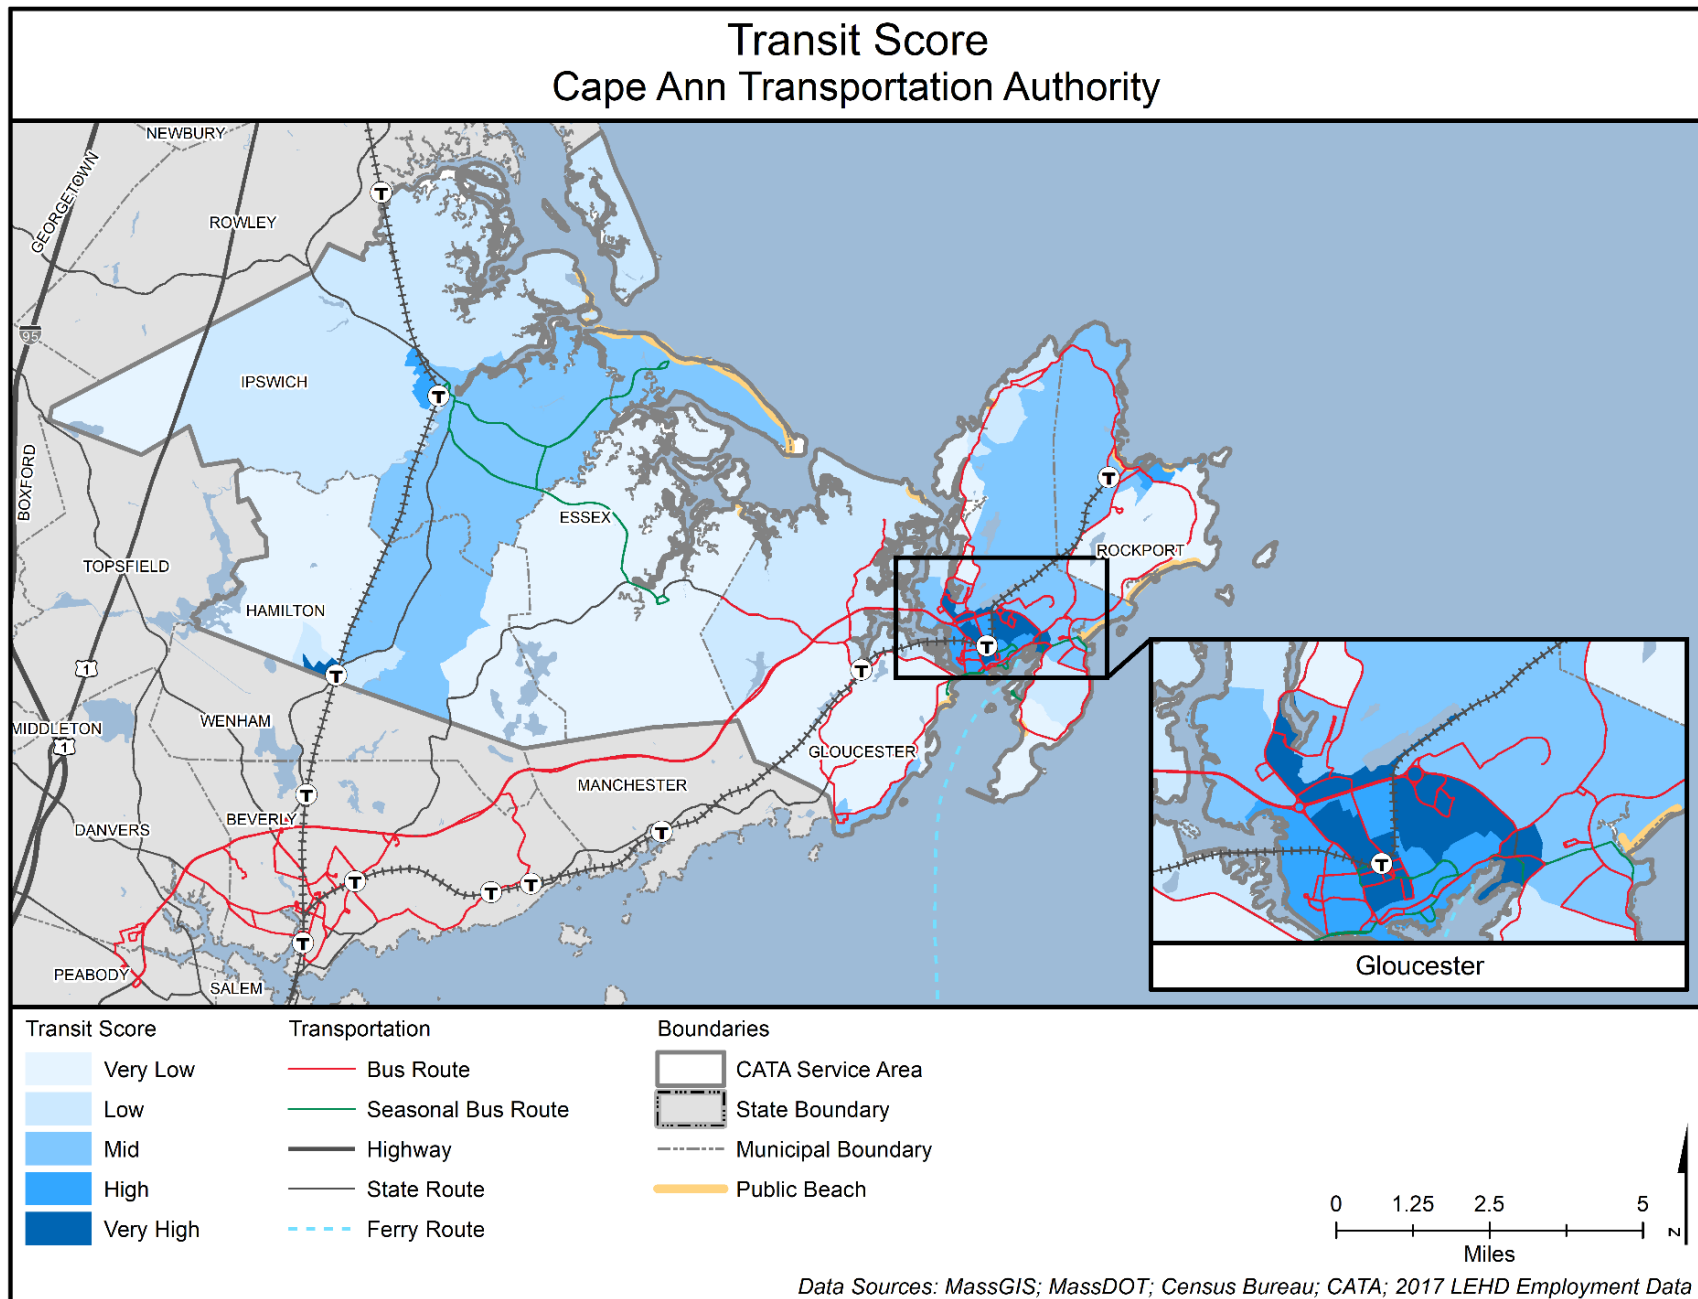 Transit Score
Cape Ann Transportation Authority
NEWBURY
GEORGETOWN
ROWLEY
95
IPSWICH
BOXFORD
ESSEX
TOPSFIELD
ROCKPORT
HAMILTON
1
WENHAM
MIDDLETON
1
GLOUCESTER
MANCHESTER
BEVERLY
DANVERS
PEABODY
SALEM
T
T
T
T
T
T
T
T
T
T
T
T
Gloucester
Transit Score
Very Low
Low
Mid
High
Very High
Transportation
Bus Route
Seasonal Bus Route
Highway
State Route
Ferry Route
Boundaries
CATA Service Area
State Boundary
Municipal Boundary
Public Beach
0 1.25 2.5 5
Miles
N
Data Sources: MassGIS; MassDOT; Census Bureau; CATA; 2017 LEHD Employment Data